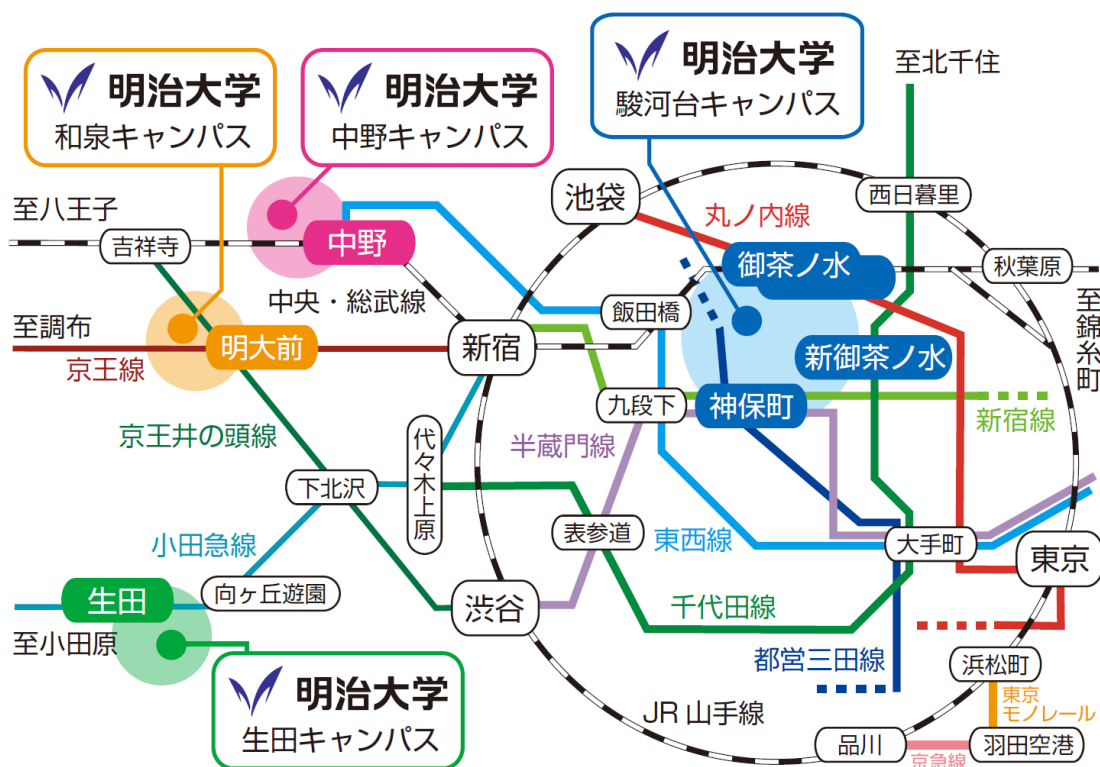 明治大学
和泉キャンパス
明治大学
中野キャンパス
明治大学
駿河台キャンパス
至北千住
至八王子
吉祥寺
中野
池袋
丸ノ内線
西日暮里
御茶ノ水
秋葉原
中央・総武線
飯田橋
至錦糸町
至調布
京王線
明大前
新宿
新御茶ノ水
九段下
神保町
新宿線
京王井の頭線
代々木上原
半蔵門線
下北沢
小田急線
表参道
東西線
大手町
東京
生田
向ヶ丘遊園
渋谷
千代田線
至小田原
都営三田線
浜松町
明治大学
生田キャンパス
JR 山手線
東京
モノレール
品川
京急線
羽田空港